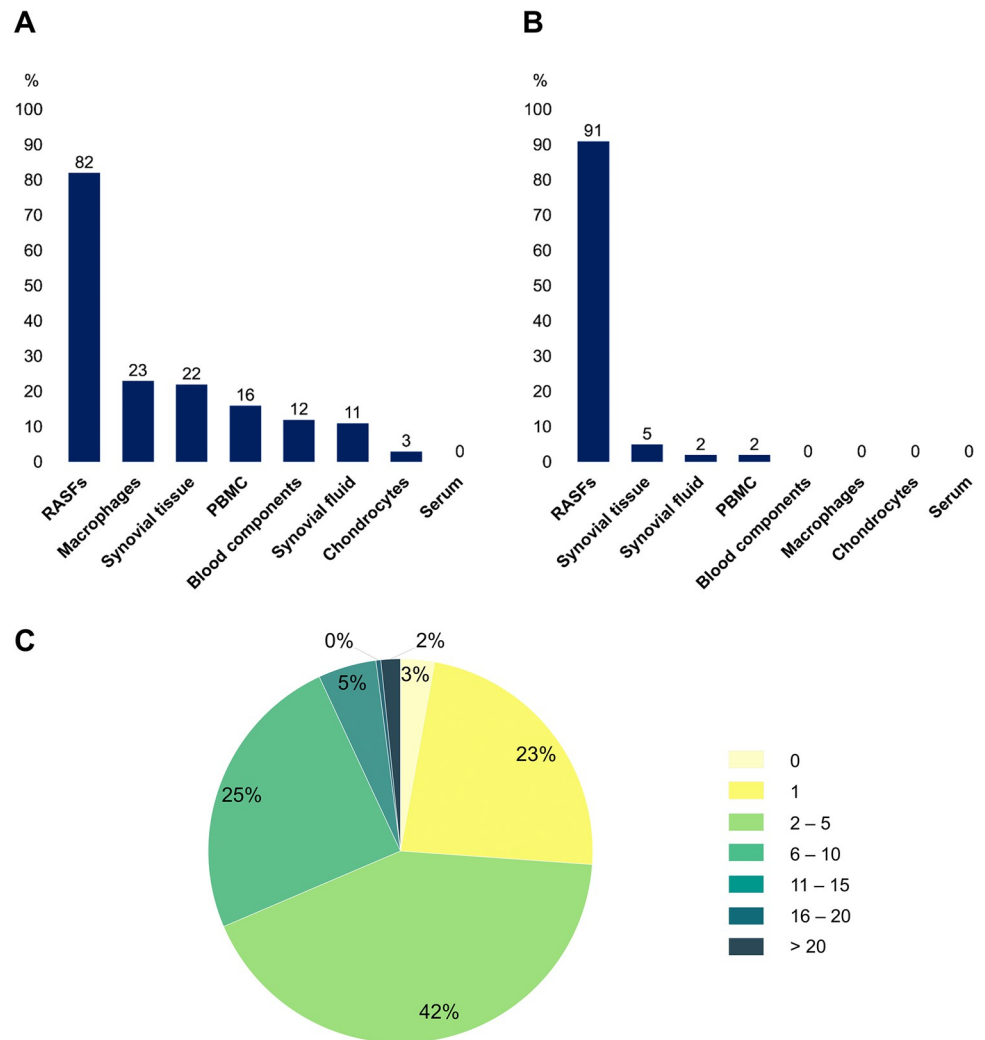 A
%
100
90
80
70
60
50
40
30
20
10
0
82
23
22
16
12
11
3
0
RASFs
Macrophages
Synovial tissue
PBMC
Blood components
Synovial fluid
Chondrocytes
Serum
B
%
100
90
80
70
60
50
40
30
20
10
0
91
5
2
2
0
0
0
0
RASFs
Synovial tissue
Synovial fluid
PBMC
Blood components
Macrophages
Chondrocytes
Serum
C
0%
2%
3%
5%
23%
25%
42%
0
1
2 – 5
6 – 10
11 – 15
16 – 20
> 20